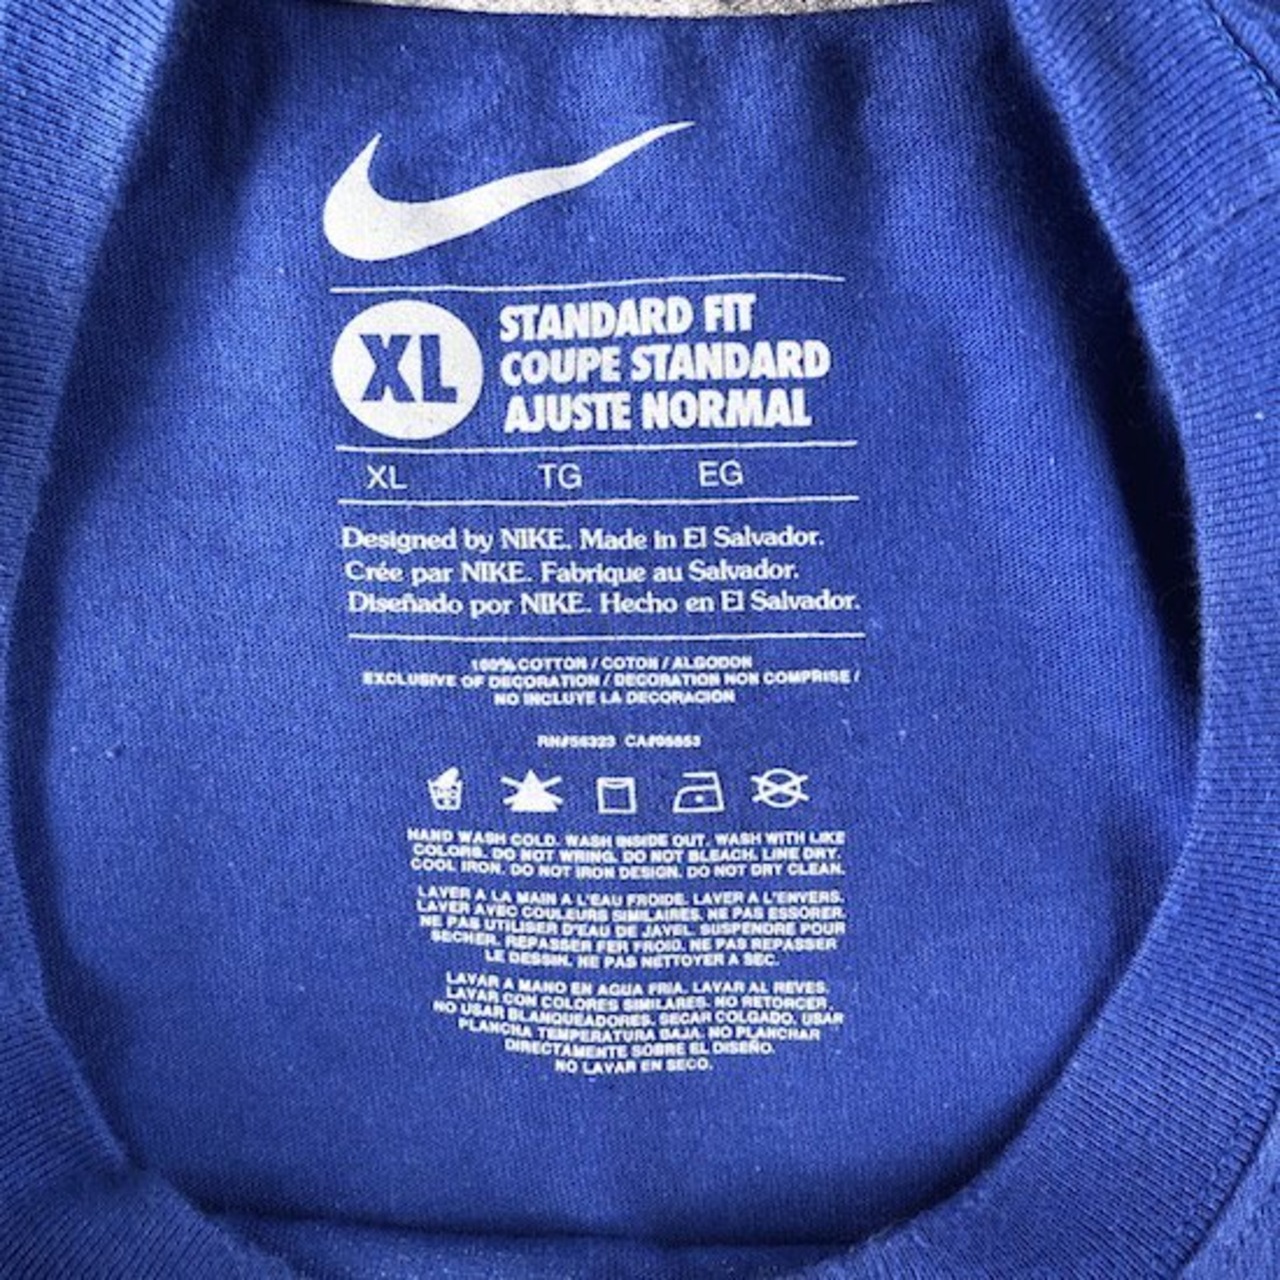 XL
STANDARD FIT
COUPE STANDARD
AJUSTE NORMAL
XL TG EG
Designed by NIKE. Made in El Salvador.
Crée par NIKE. Fabrique au Salvador.
Diseñado por NIKE. Hecho en El Salvador.
100% COTTON / COTON / ALGODON
EXCLUSIVE OF DECORATION / DECORATION NON COMPRISE /
NO INCLUYE LA DECORACION
RN#56323 CA#05553
HAND WASH COLD. WASH INSIDE OUT. WASH WITH LIKE
COLORS. DO NOT WRING. DO NOT BLEACH. LINE DRY.
COOL IRON. DO NOT IRON DESIGN. DO NOT DRY CLEAN.
LAVER A LA MAIN A L'EAU FROIDE. LAVER A L'ENVERS.
LAVER AVEC COULEURS SIMILAIRES. NE PAS ESSORER.
NE PAS UTILISER D'EAU DE JAVEL. SUSPENDRE POUR
SECHER. REPASSER FER FROID. NE PAS REPASSER
LE DESSIN. NE PAS NETTOYER A SEC.
LAVAR A MANO EN AGUA FRIA. LAVAR AL REVES.
LAVAR CON COLORES SIMILARES. NO RETORCER.
NO USAR BLANQUEADORES. SECAR COLGADO. USAR
PLANCHA TEMPERATURA BAJA. NO PLANCHAR
DIRECTAMENTE SOBRE EL DISEÑO.
NO LAVAR EN SECO.